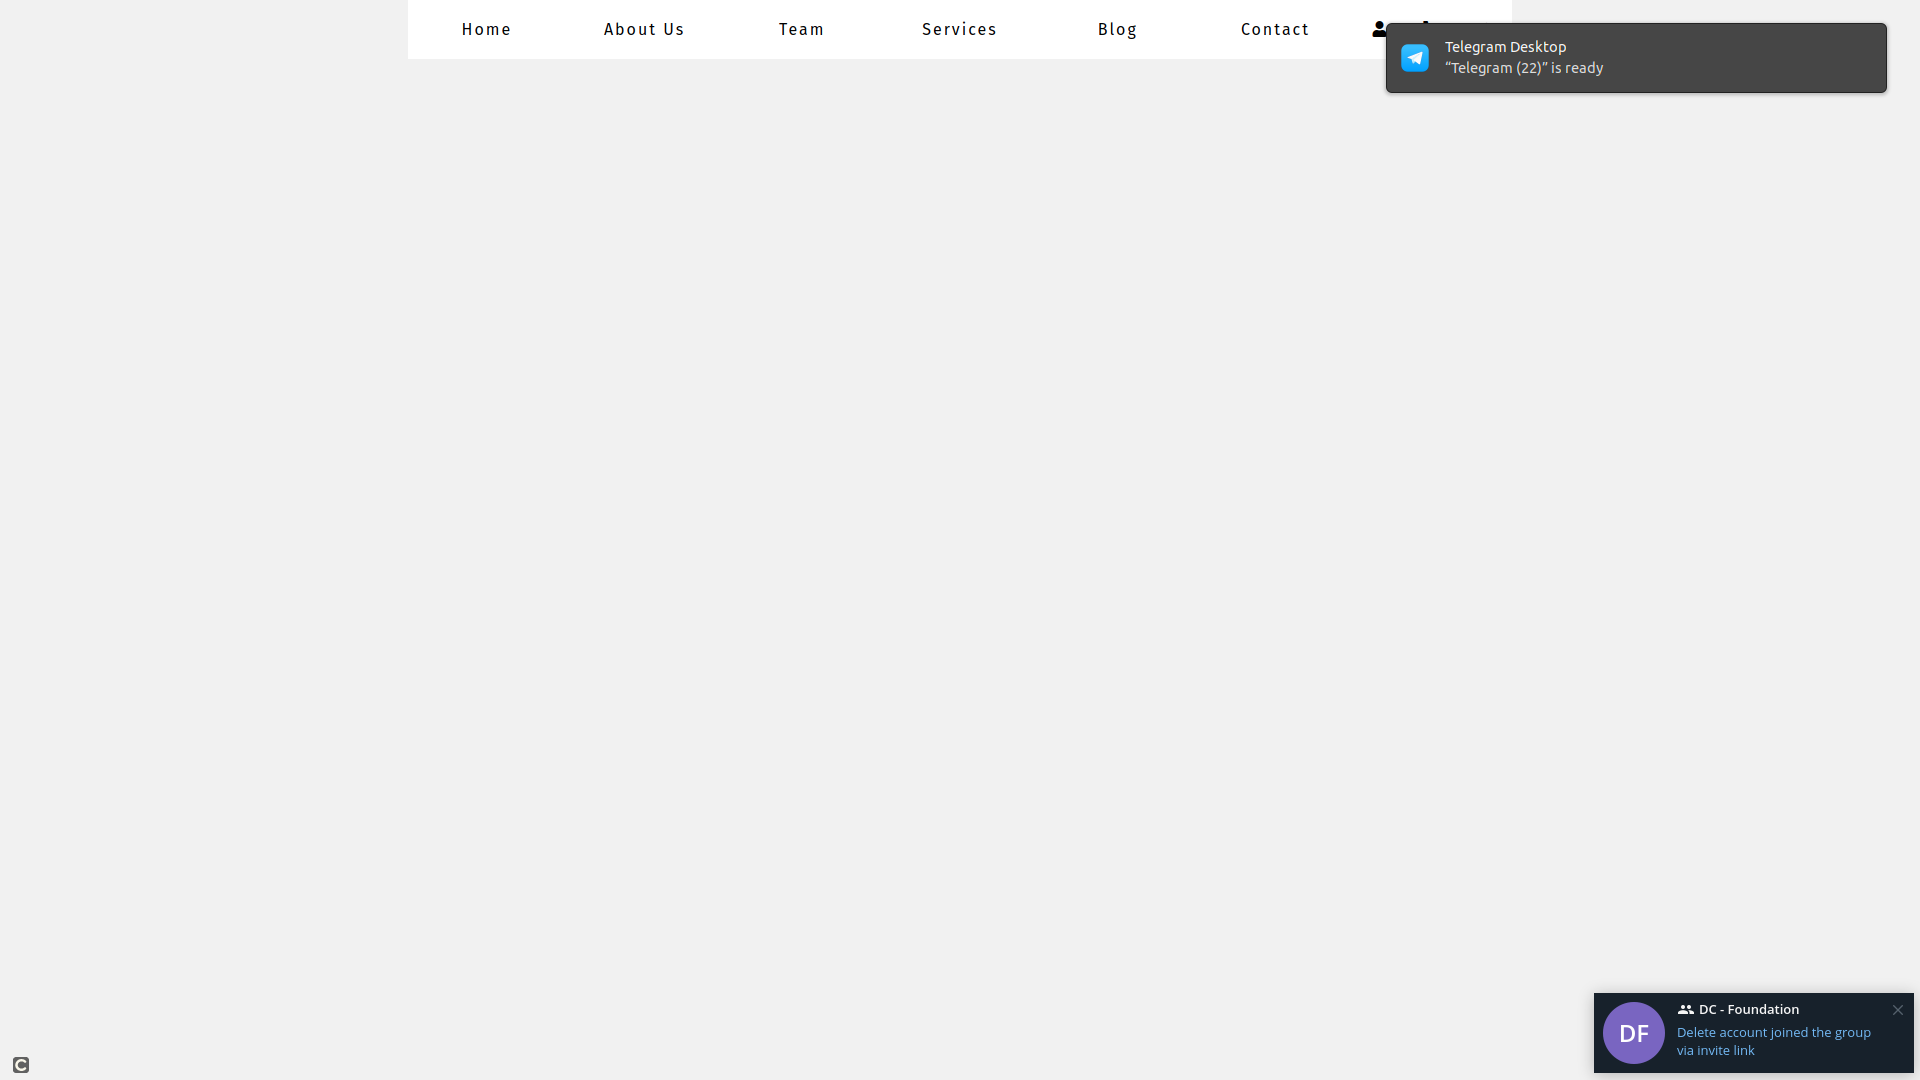 Home
About Us
Team
Services
Blog
Contact
Telegram Desktop
“Telegram (22)” is ready
DF
DC - Foundation
Delete account joined the group
via invite link
C